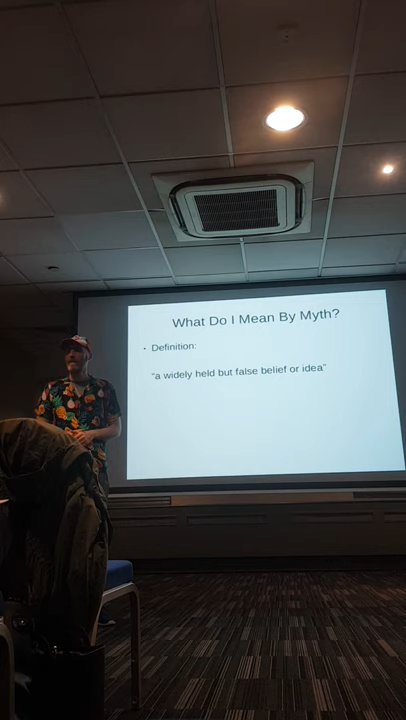 What Do I Mean By Myth?
• Definition:
“a widely held but false belief or idea”